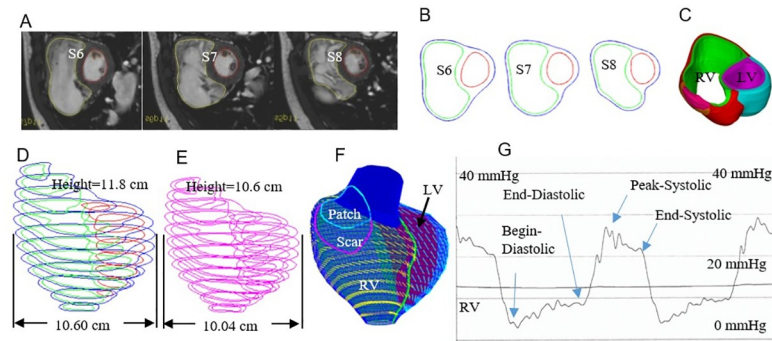 A
S6
S7
S8
B
S6
S7
S8
C
RV
LV
D
Height=11.8 cm
10.60 cm
E
Height=10.6 cm
10.04 cm
F
LV
Patch
Scar
RV
G
40 mmHg
40 mmHg
Peak-Systolic
End-Diastolic
End-Systolic
Begin-
Diastolic
20 mmHg
RV
0 mmHg